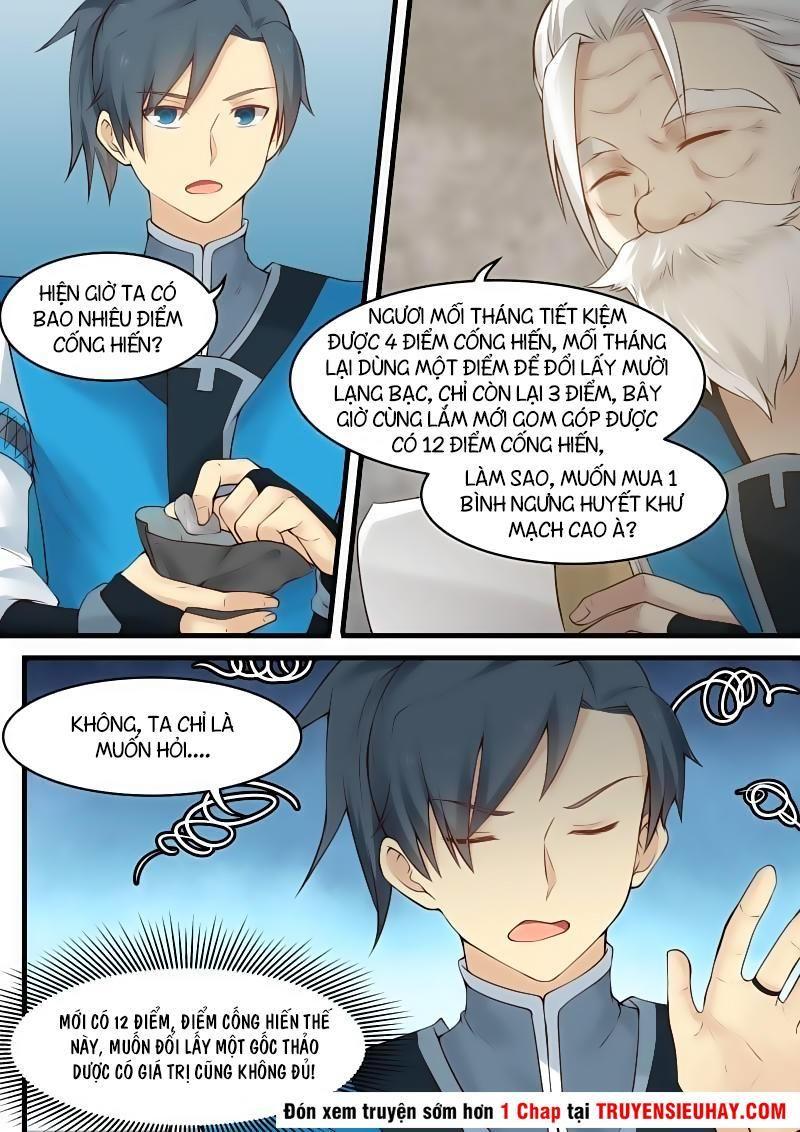 HIỆN GIỜ TA CÓ
BAO NHIÊU ĐIỂM
CỐNG HIẾN?
NGƯƠI MỖI THÁNG TIẾT KIỆM
ĐƯỢC 4 ĐIỂM CỐNG HIẾN, MỖI THÁNG
LẠI DÙNG MỘT ĐIỂM ĐỂ ĐỔI LẤY MƯỜI
LẠNG BẠC, CHỈ CÒN LẠI 3 ĐIỂM, BÂY
GIỜ CÙNG LẮM MỚI GOM GÓP ĐƯỢC
CÓ 12 ĐIỂM CỐNG HIẾN,
LÀM SAO, MUỐN MUA 1
BÌNH NGƯNG HUYẾT KHƯ
MẠCH CAO À?
KHÔNG, TA CHỈ LÀ
MUỐN HỎI....
MỚI CÓ 12 ĐIỂM, ĐIỂM CỐNG HIẾN THẾ
NÀY, MUỐN ĐỔI LẤY MỘT GỐC THẢO
DƯỢC CÓ GIÁ TRỊ CŨNG KHÔNG ĐỦ!
Đón xem truyện sớm hơn 1 Chap tại TRUYENSIEUHAY.com